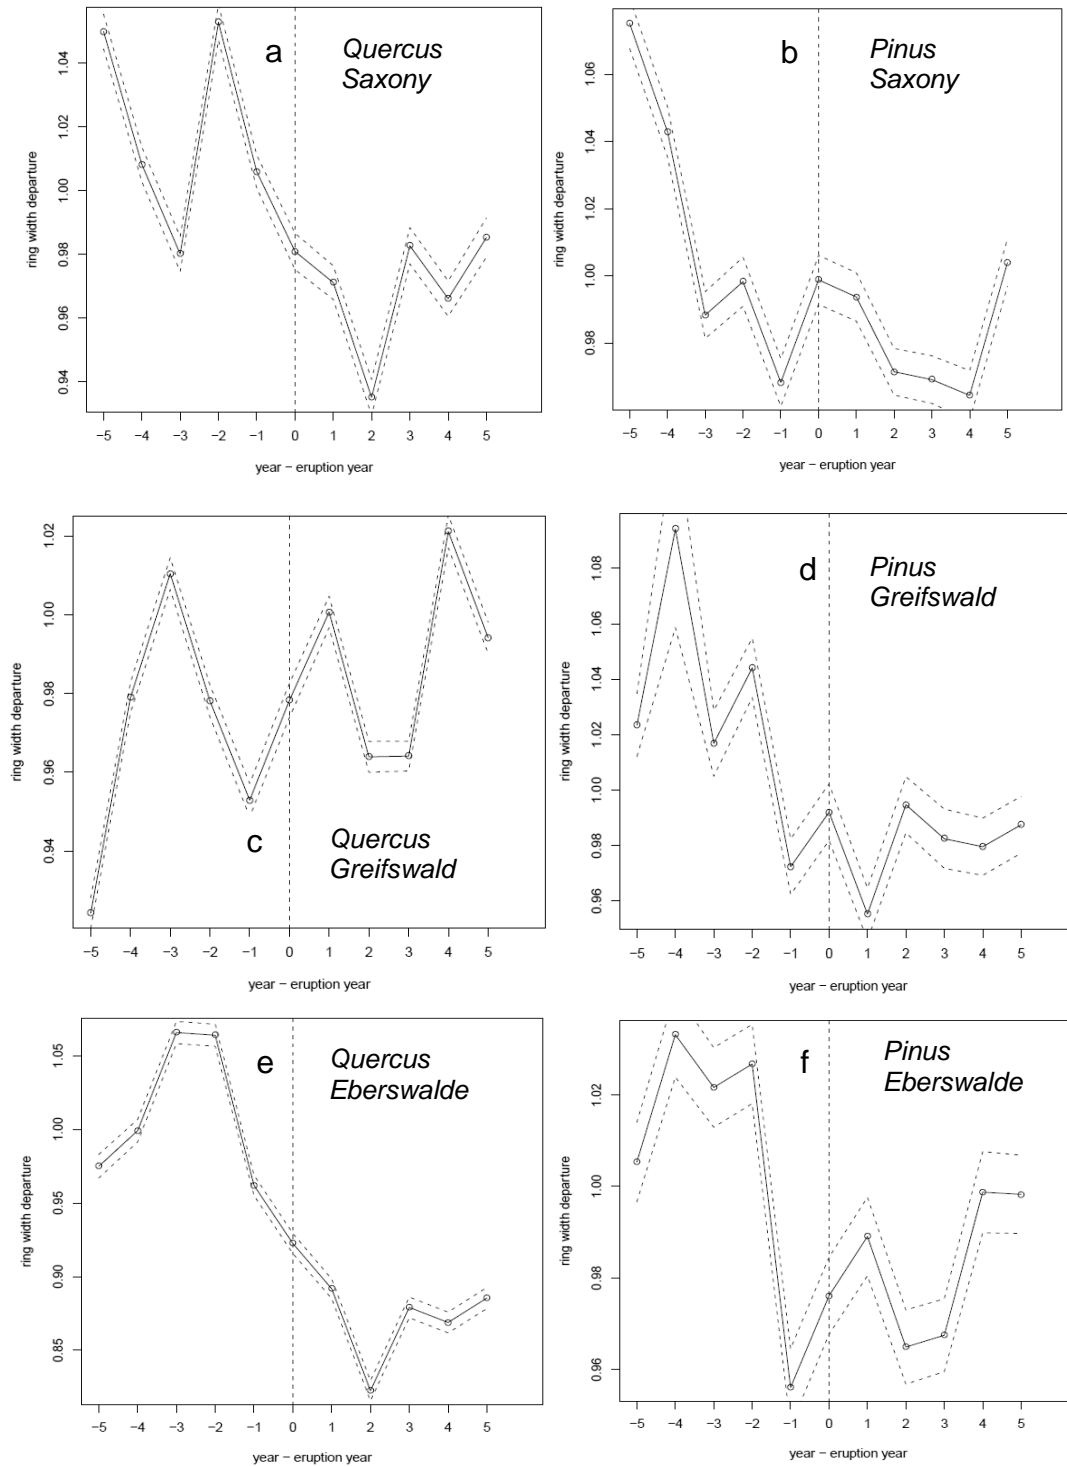 a
Quercus
Saxony
ring width departure
1.04
1.02
1.00
0.98
0.96
0.94
−5 −4 −3 −2 −1 0 1 2 3 4 5
year − eruption year
b
Pinus
Saxony
ring width departure
1.06
1.04
1.02
1.00
0.98
−5 −4 −3 −2 −1 0 1 2 3 4 5
year − eruption year
c
Quercus
Greifswald
ring width departure
1.02
1.00
0.98
0.96
0.94
−5 −4 −3 −2 −1 0 1 2 3 4 5
year − eruption year
d
Pinus
Greifswald
ring width departure
1.08
1.06
1.04
1.02
1.00
0.98
0.96
−5 −4 −3 −2 −1 0 1 2 3 4 5
year − eruption year
e
Quercus
Eberswalde
ring width departure
1.05
1.00
0.95
0.90
0.85
−5 −4 −3 −2 −1 0 1 2 3 4 5
year − eruption year
f
Pinus
Eberswalde
ring width departure
1.02
1.00
0.98
0.96
−5 −4 −3 −2 −1 0 1 2 3 4 5
year − eruption year